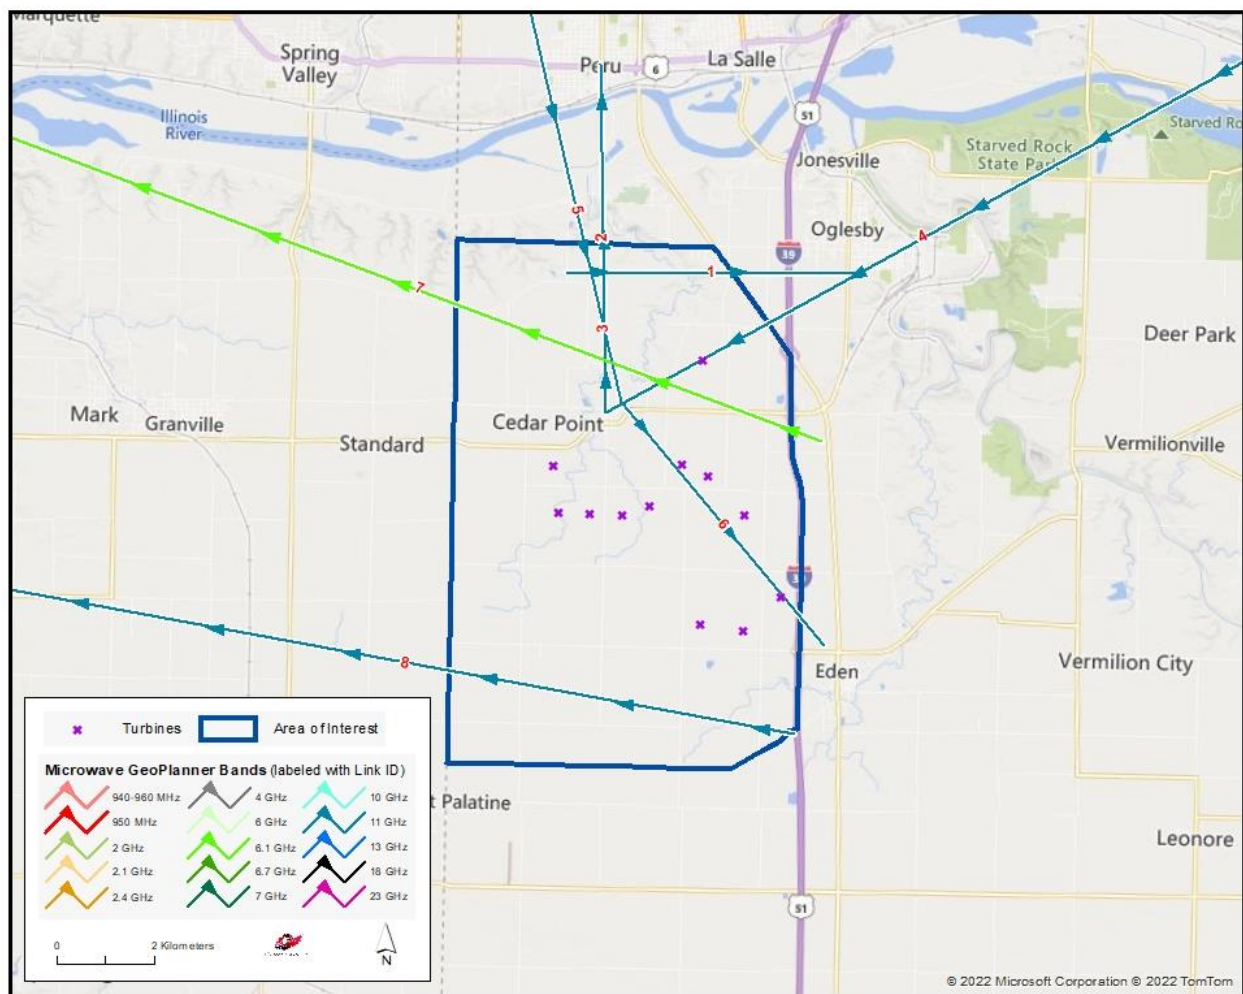 Marquette
Spring
Valley
Peru
6
La Salle
51
Illinois
River
Starved Ro
Starved Rock
State Park
Jonesville
Oglesby
5
2
4
39
1
7
3
Deer Park
Mark
Granville
Standard
Cedar Point
Vermilionville
6
8
Eden
Vermilion City
t Palatine
Leonore
51
Turbines
Area of Interest
Microwave GeoPlanner Bands (labeled with Link ID)
940-960 MHz
4 GHz
10 GHz
950 MHz
6 GHz
11 GHz
2 GHz
6.1 GHz
13 GHz
2.1 GHz
6.7 GHz
18 GHz
2.4 GHz
7 GHz
23 GHz
0
2 Kilometers
N
© 2022 Microsoft Corporation © 2022 TomTom